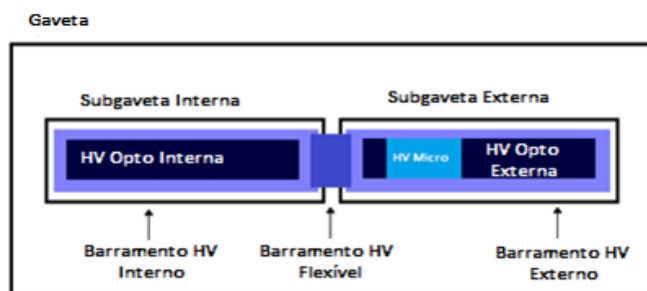 Gaveta
Subgaveta Interna
Subgaveta Externa
HV Opto Interna
HV Micro
HV Opto
Externa
Barramento HV
Interno
Barramento HV
Flexível
Barramento HV
Externo